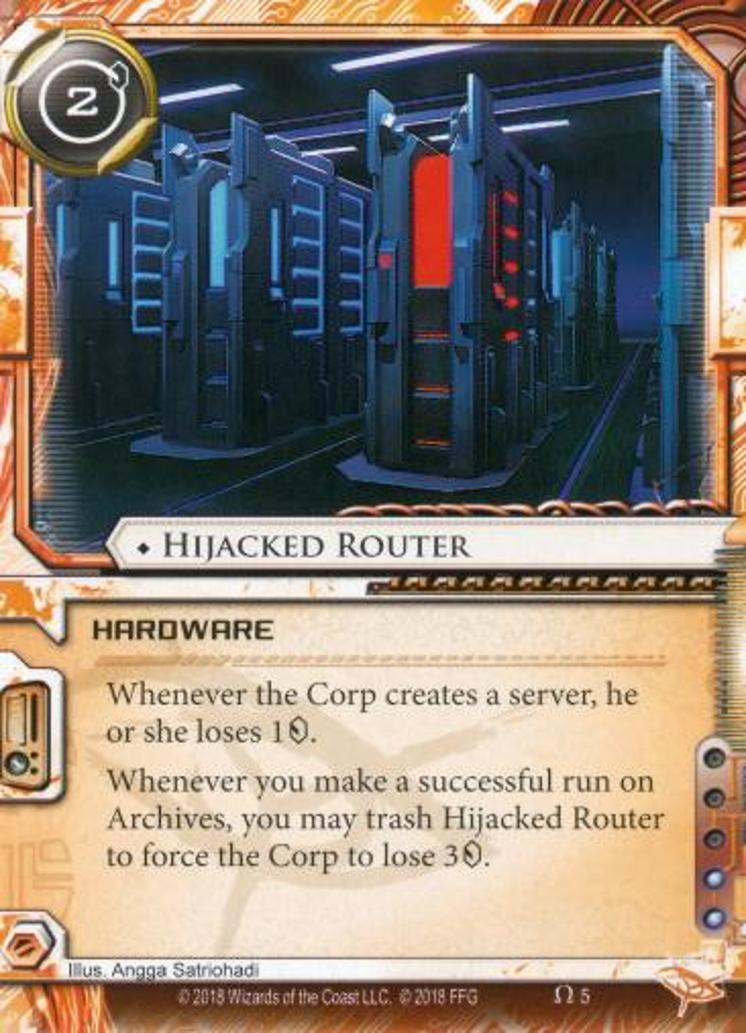 2
◆ HIJACKED ROUTER
HARDWARE
Whenever the Corp creates a server, he
or she loses 1.
Whenever you make a successful run on
Archives, you may trash Hijacked Router
to force the Corp to lose 3.
Illus. Angga Satriohadi
© 2018 Wizards of the Coast LLC. © 2018 FFG Ω 5